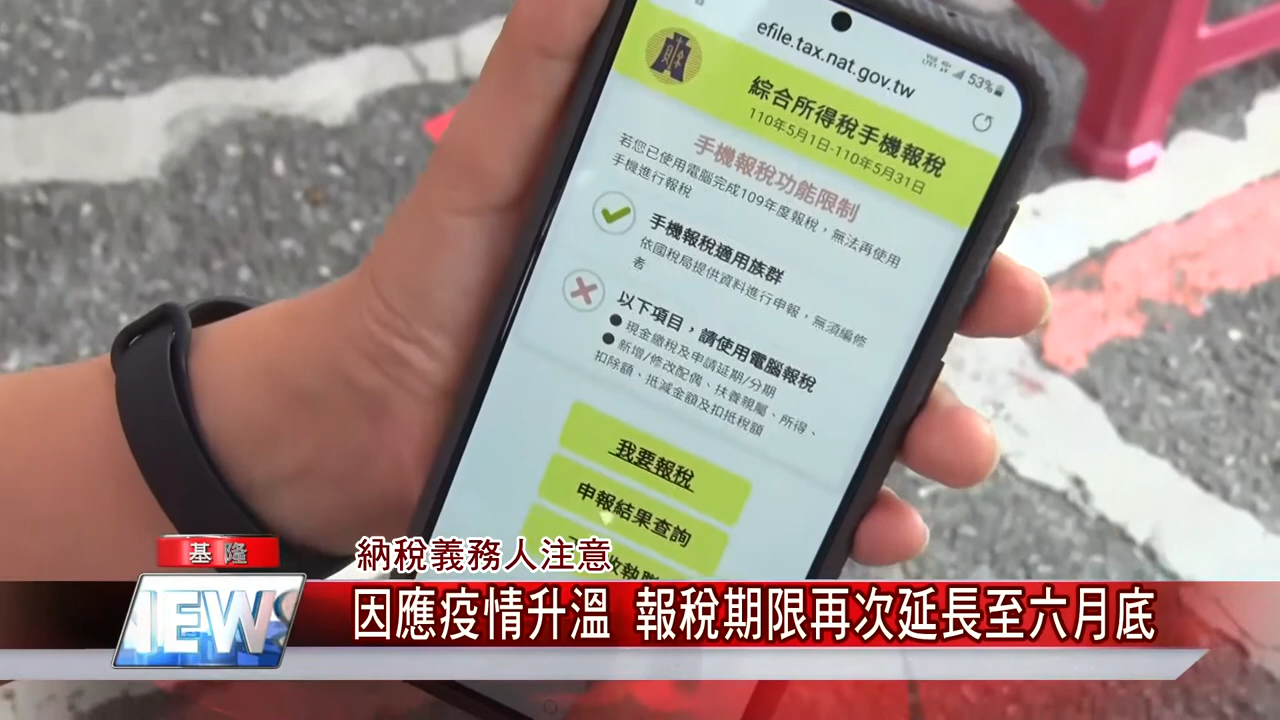 efile.tax.nat.gov.tw
53%
財
綜合所得稅手機報稅
110年5月1日-110年5月31日
手機報稅功能限制
若您已使用電腦完成109年度報稅，無法再使用
手機進行報稅
手機報稅適用族群
依國稅局提供資料進行申報，無須編修
者
以下項目，請使用電腦報稅
現金繳稅及申請延期/分期
新增/修改配偶、扶養親屬、所得、
扣除額、抵減金額及扣抵稅額
我要報稅
申報結果查詢
收執聯
基隆
納稅義務人注意
NEWS
因應疫情升溫 報稅期限再次延長至六月底